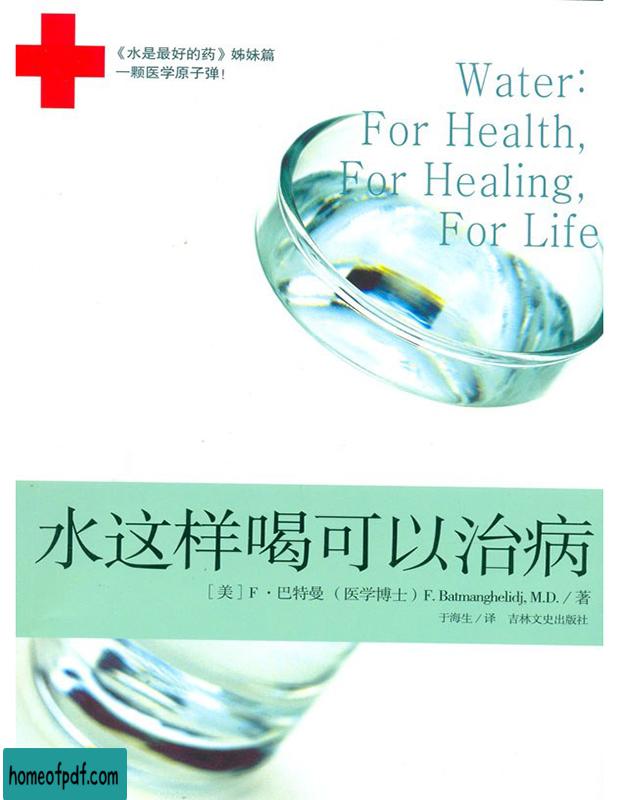 《水是最好的药》姊妹篇
一颗医学原子弹！
Water:
For Health,
For Healing,
For Life
水这样喝可以治病
［美］F·巴特曼（医学博士）F. Batmanghelidj, M.D. / 著
于海生／译 吉林文史出版社
homeofpdf.com